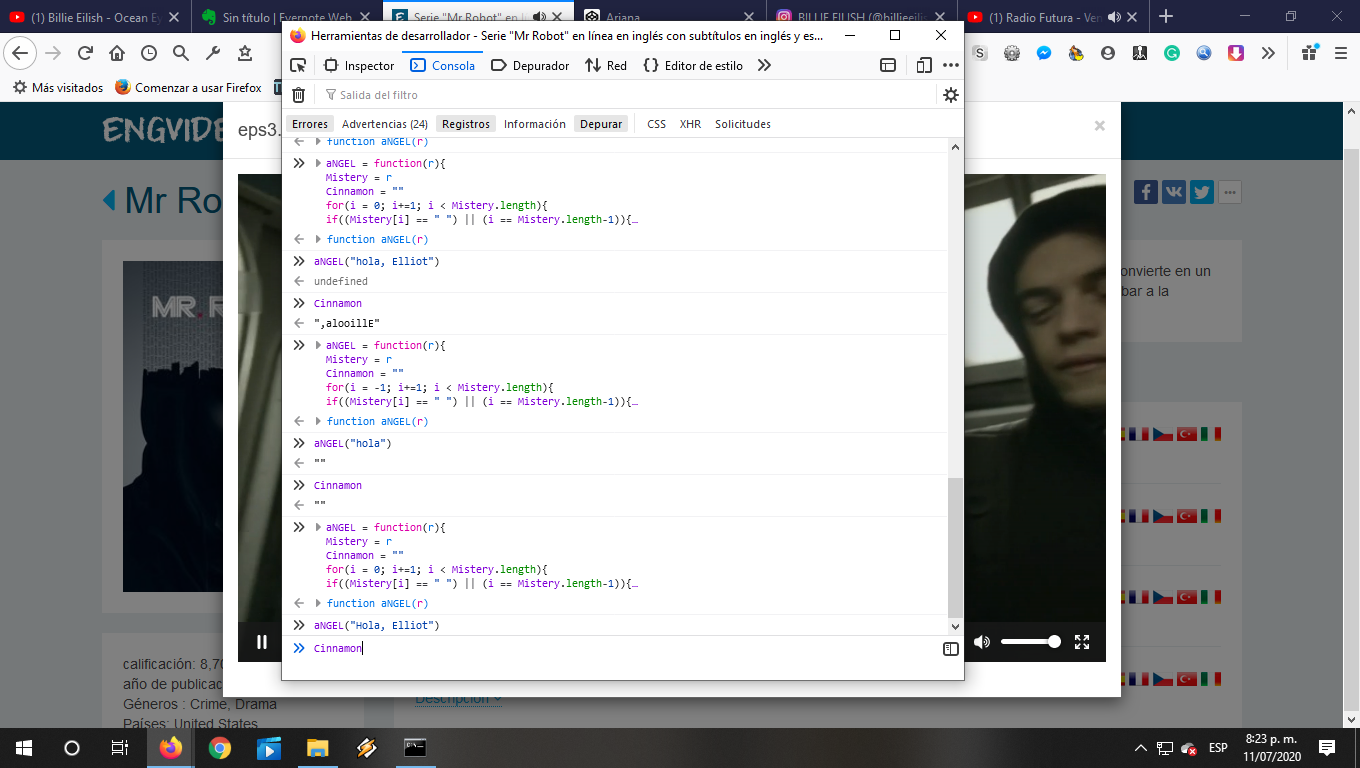 (1) Billie Eilish - Ocean Ey
Sin título | Evernote Web
Serie "Mr Robot" en lí
Ariana
BILLIE EILISH (@billieeilis
(1) Radio Futura - Ven
Más visitados
Comenzar a usar Firefox
ENGVIDE
eps3.
Mr Ro
MR. R
onvierte en un
bar a la
calificación: 8,70
año de publicac
Géneros : Crime, Drama
Países: United States
Descripción
Herramientas de desarrollador - Serie "Mr Robot" en línea en inglés con subtítulos en inglés y es...
Inspector
Consola
Depurador
Red
Editor de estilo
Salida del filtro
Errores
Advertencias (24)
Registros
Información
Depurar
CSS
XHR
Solicitudes
function aNGEL(r)
aNGEL = function(r){
Mistery = r
Cinnamon = ""
for(i = 0; i+=1; i < Mistery.length){
if((Mistery[i] == " ") || (i == Mistery.length-1)){…
function aNGEL(r)
aNGEL("hola, Elliot")
undefined
Cinnamon
",alooillE"
aNGEL = function(r){
Mistery = r
Cinnamon = ""
for(i = -1; i+=1; i < Mistery.length){
if((Mistery[i] == " ") || (i == Mistery.length-1)){…
function aNGEL(r)
aNGEL("hola")
""
Cinnamon
""
aNGEL = function(r){
Mistery = r
Cinnamon = ""
for(i = 0; i+=1; i < Mistery.length){
if((Mistery[i] == " ") || (i == Mistery.length-1)){…
function aNGEL(r)
aNGEL("Hola, Elliot")
Cinnamon
ESP
8:23 p. m.
11/07/2020